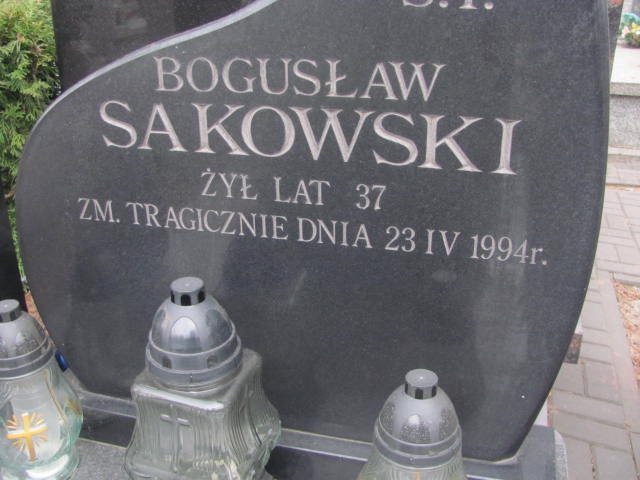 Ś.P.
BOGUSŁAW
SAKOWSKI
ŻYŁ LAT 37
ZM. TRAGICZNIE DNIA 23 IV 1994r.